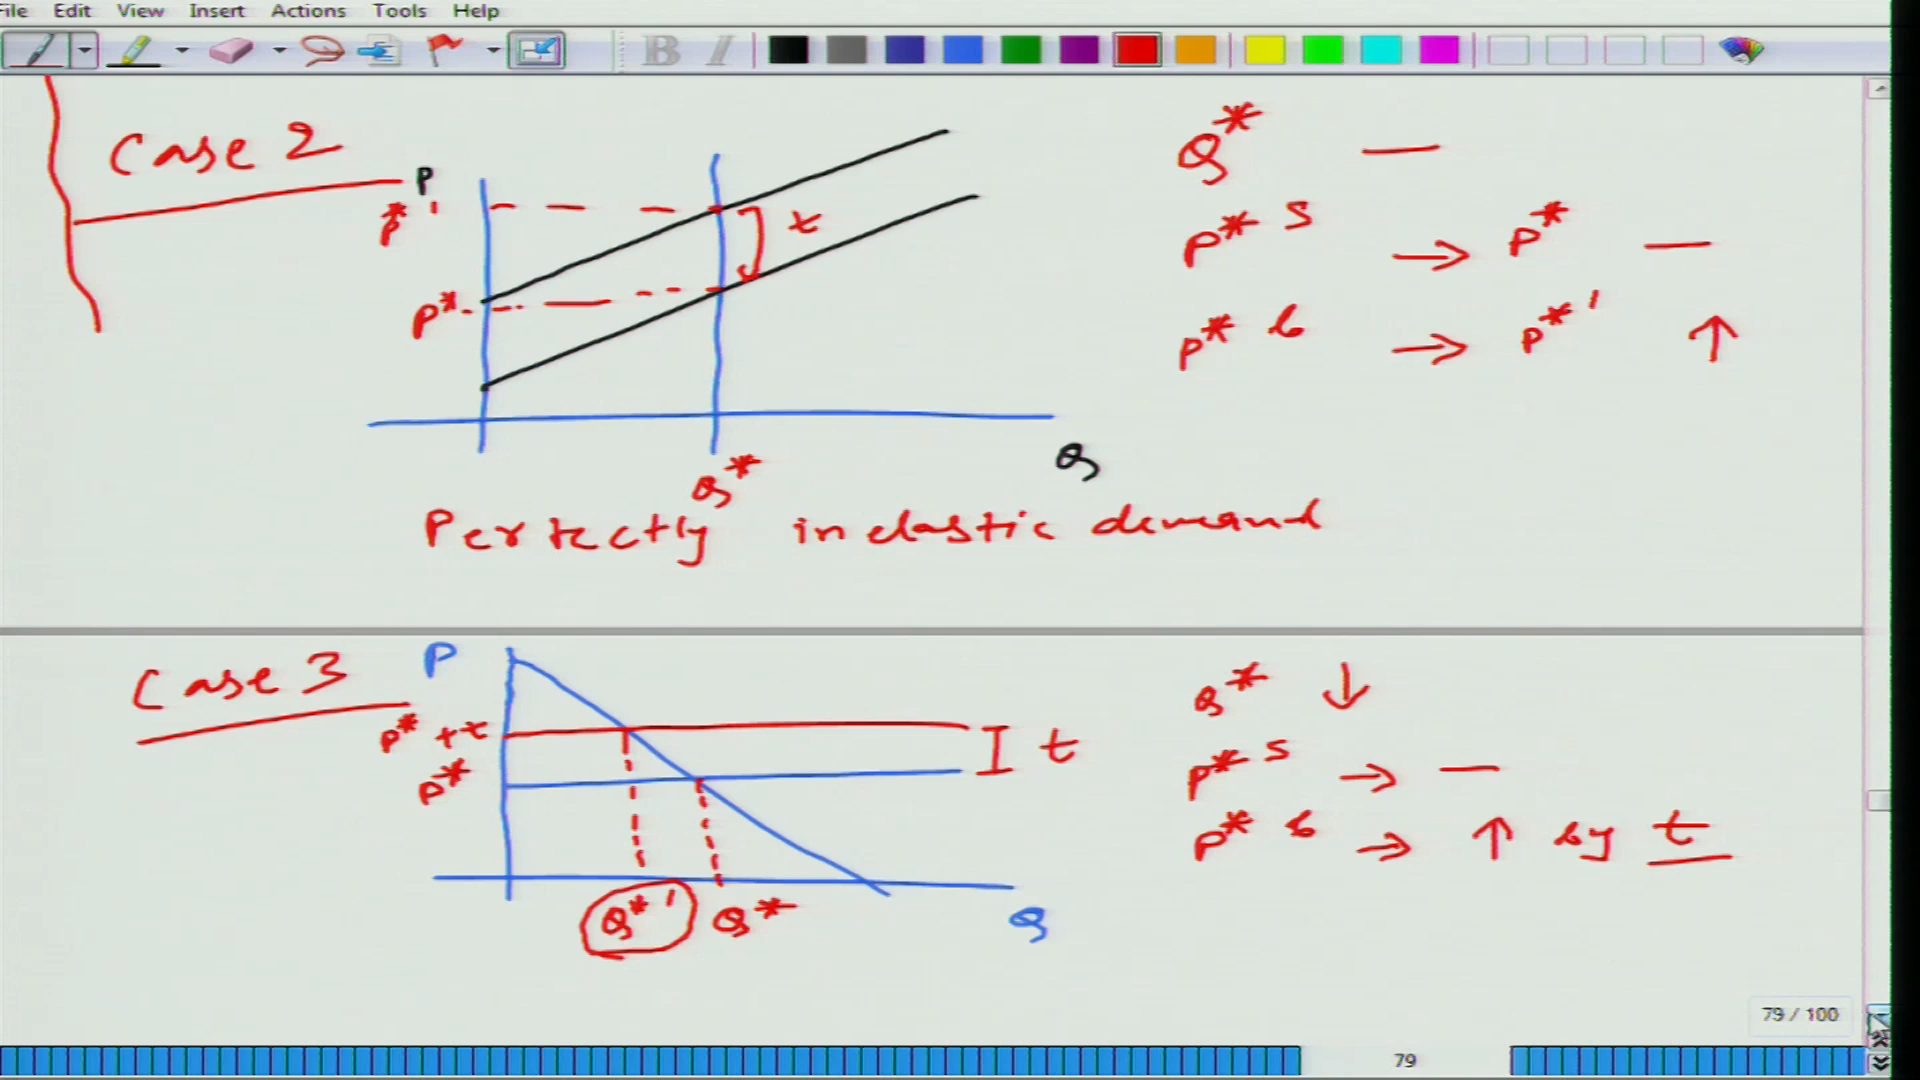 File Edit View Insert Actions Tools Help
B I
Case 2
P
P*'
P*
t
Q*
Q
Perfectly inelastic demand
Q* —
P* s → P* —
P* b → P*' ↑
Case 3
P
P* + t
P*
t
Q*' Q*
Q
Q* ↓
P* s → —
P* b → ↑ by t
79 / 100
79